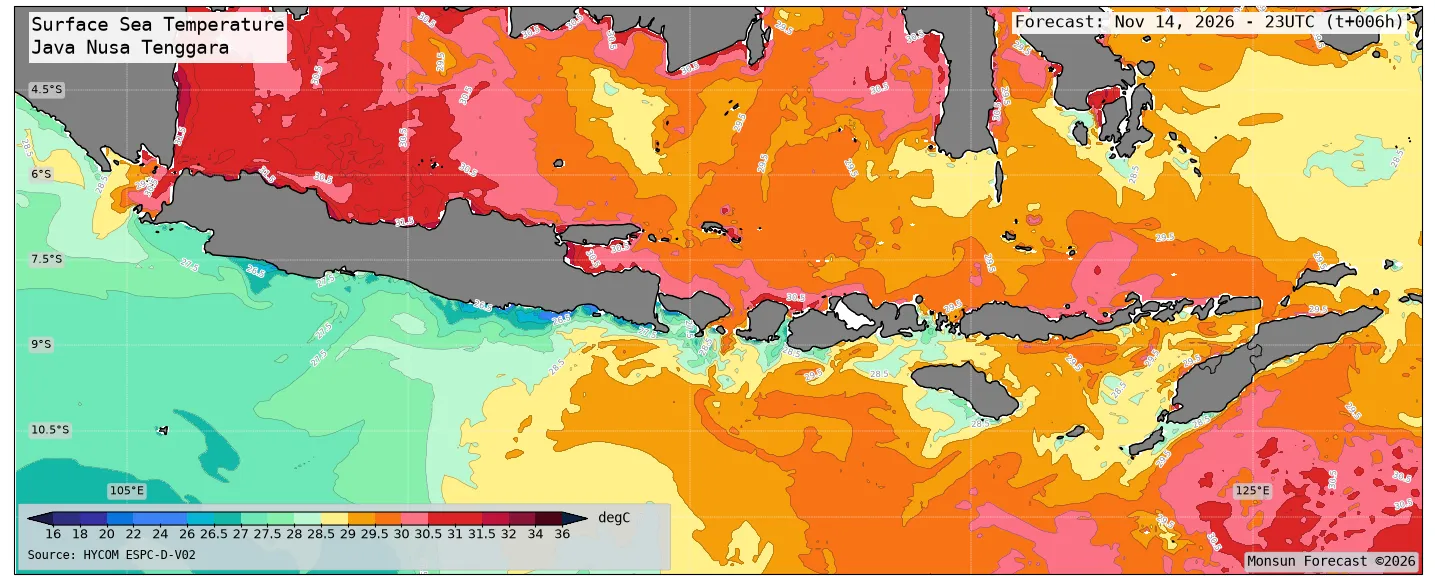 Surface Sea Temperature
Java Nusa Tenggara
Forecast: Nov 14, 2026 - 23UTC (t+006h)
4.5°S
6°S
7.5°S
9°S
10.5°S
105°E
125°E
16 18 20 22 24 26 26.5 27 27.5 28 28.5 29 29.5 30 30.5 31 31.5 32 34 36
degC
Source: HYCOM ESPC-D-V02
Monsun Forecast ©2026